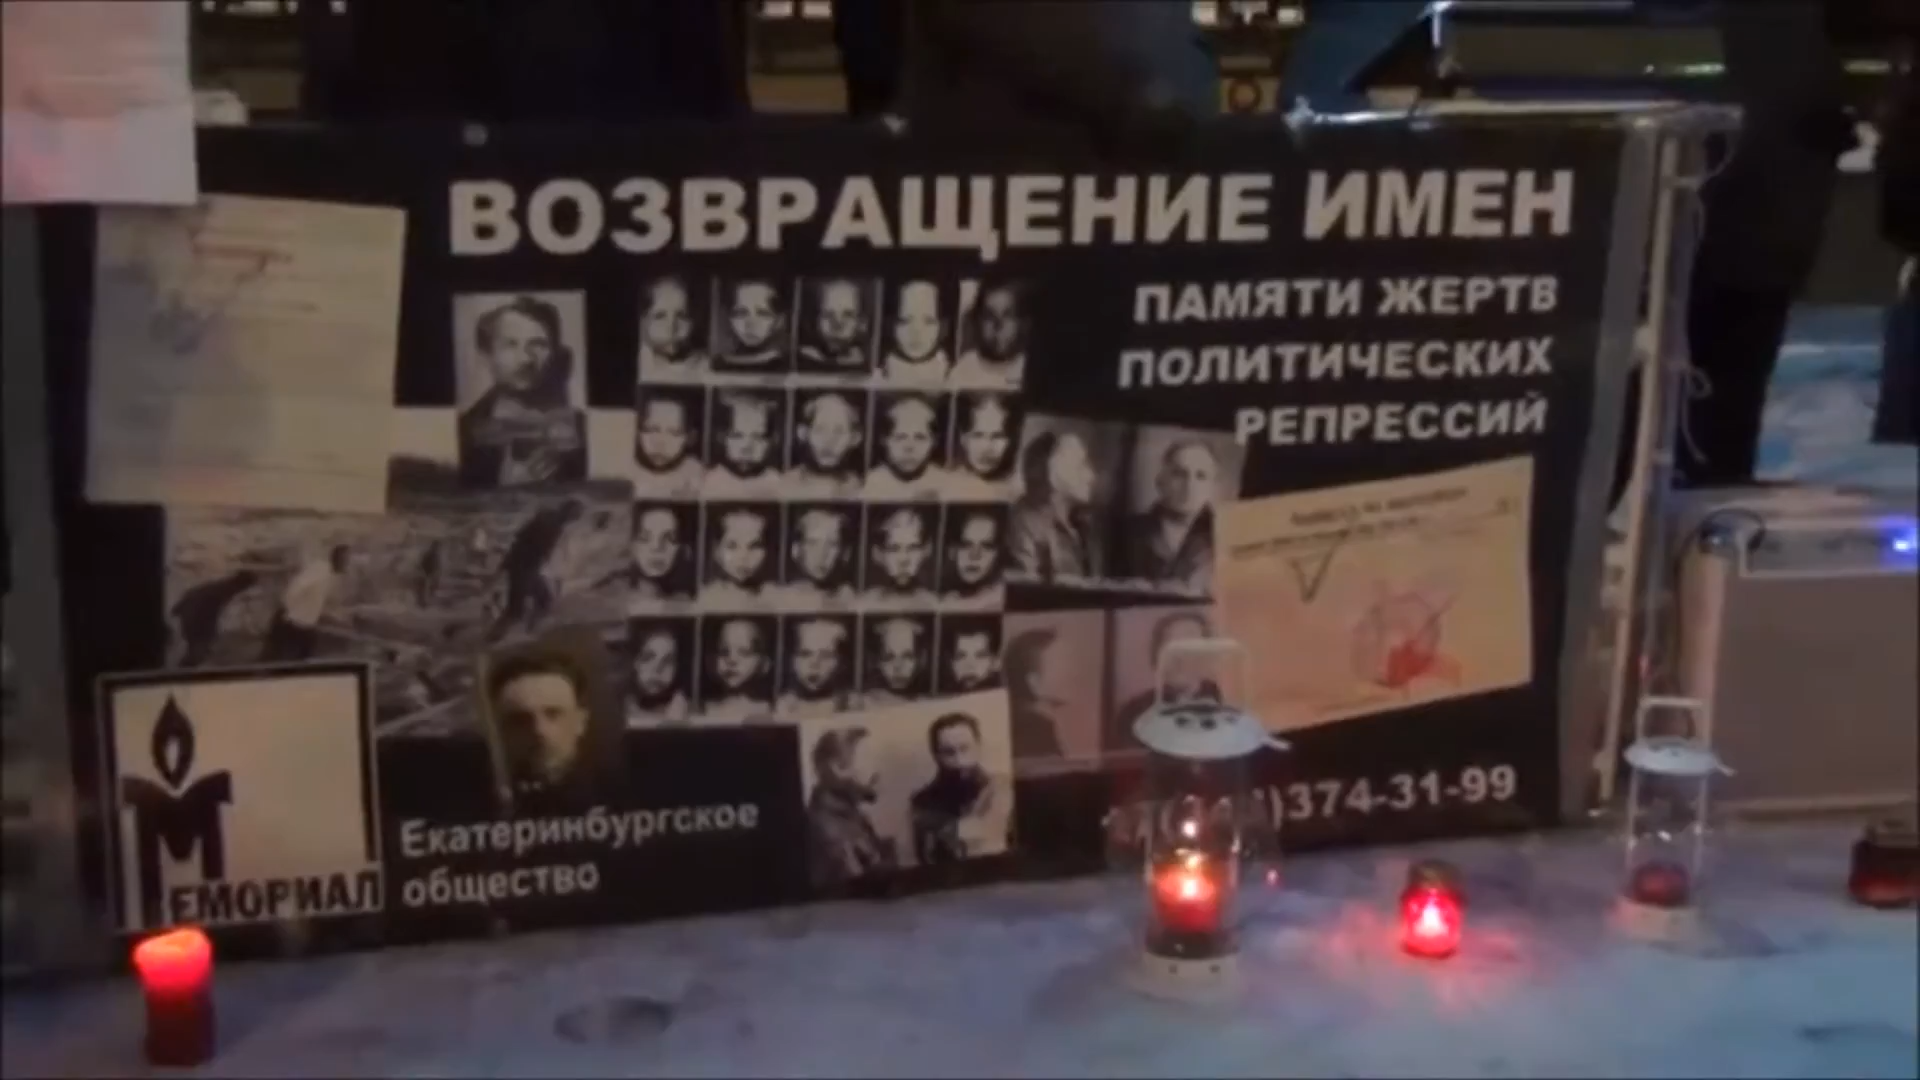 ВОЗВРАЩЕНИЕ ИМЕН
ПАМЯТИ ЖЕРТВ
ПОЛИТИЧЕСКИХ
РЕПРЕССИЙ
МЕМОРИАЛ
Екатеринбургское
общество
374-31-99